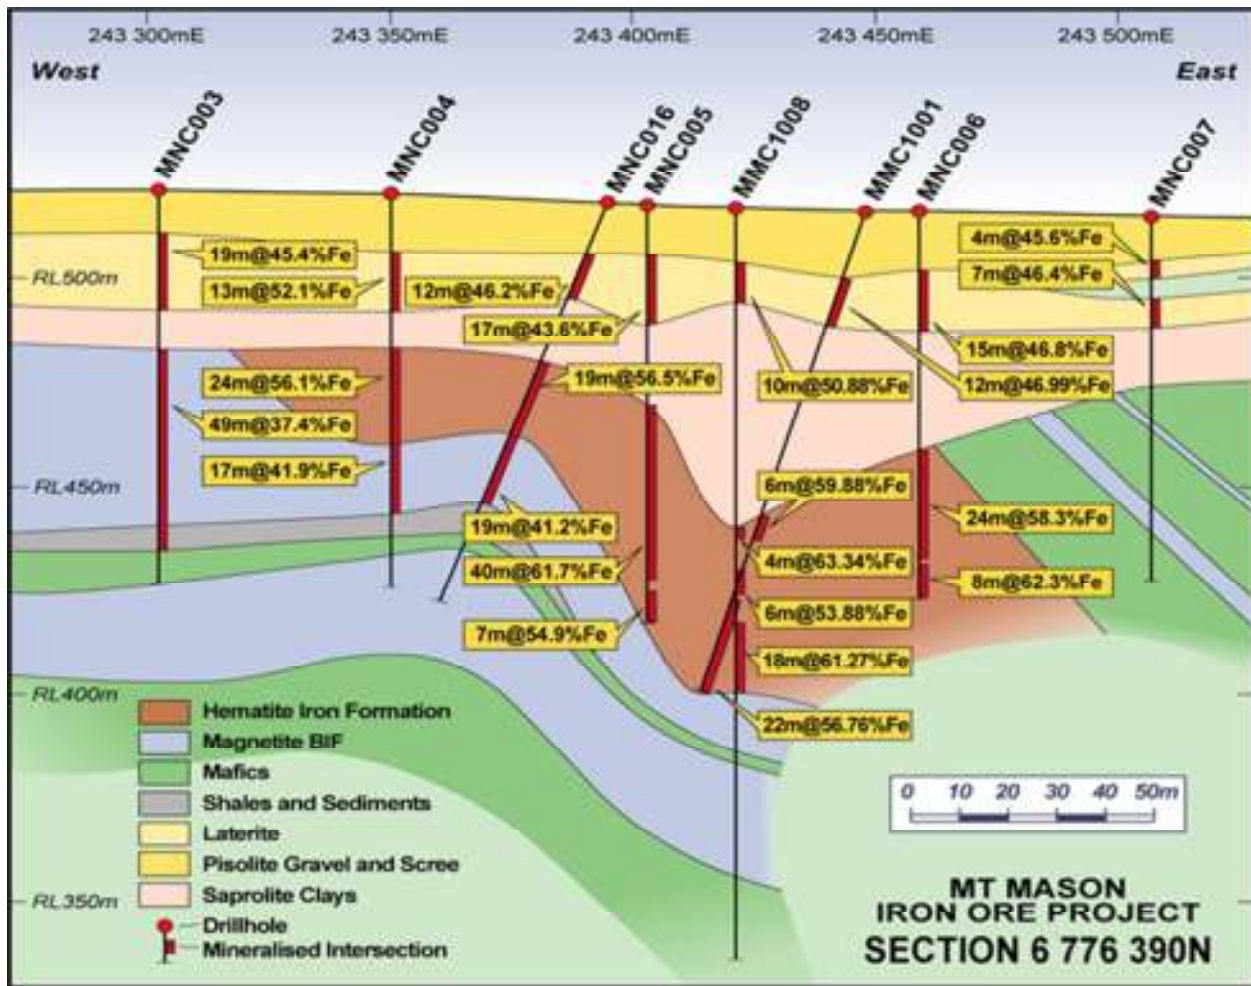 243 300mE 243 350mE 243 400mE 243 450mE 243 500mE
West East
MNC003 MNC004 MNC016 MNC005 MMC1008 MMC1001 MNC006 MNC007
4m@45.6%Fe
19m@45.4%Fe
7m@46.4%Fe
RL500m
13m@52.1%Fe 12m@46.2%Fe
17m@43.6%Fe
15m@46.8%Fe
24m@56.1%Fe 19m@56.5%Fe 10m@50.88%Fe 12m@46.99%Fe
49m@37.4%Fe
17m@41.9%Fe
RL450m
6m@59.88%Fe
19m@41.2%Fe 24m@58.3%Fe
40m@61.7%Fe 4m@63.34%Fe
8m@62.3%Fe
6m@53.88%Fe
7m@54.9%Fe
18m@61.27%Fe
RL400m
22m@56.76%Fe
Hematite Iron Formation
Magnetite BIF
Mafics
Shales and Sediments
Laterite
Pisolite Gravel and Scree
Saprolite Clays
Drillhole
Mineralised Intersection
RL350m
0 10 20 30 40 50m
MT MASON
IRON ORE PROJECT
SECTION 6 776 390N